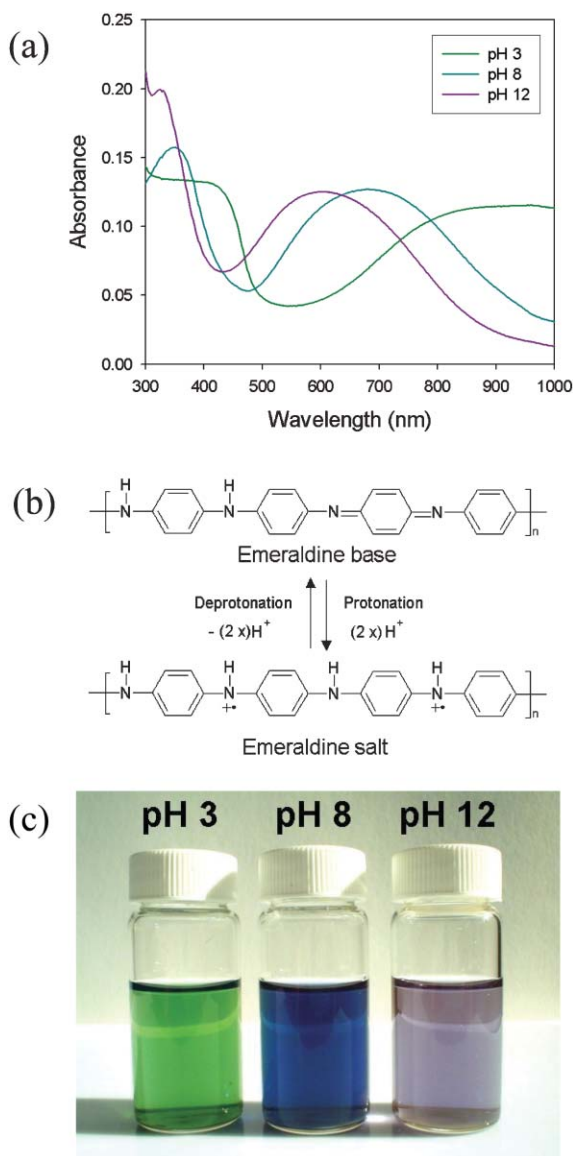 (a)
0.25
0.20
0.15
0.10
0.05
0.00
Absorbance
pH 3
pH 8
pH 12
300 400 500 600 700 800 900 1000
Wavelength (nm)
(b)
H H
N N N N
n
Emeraldine base
Deprotonation Protonation
- (2 x)H+ (2 x)H+
H H H H
N N N N
+• +•
n
Emeraldine salt
(c)
pH 3 pH 8 pH 12